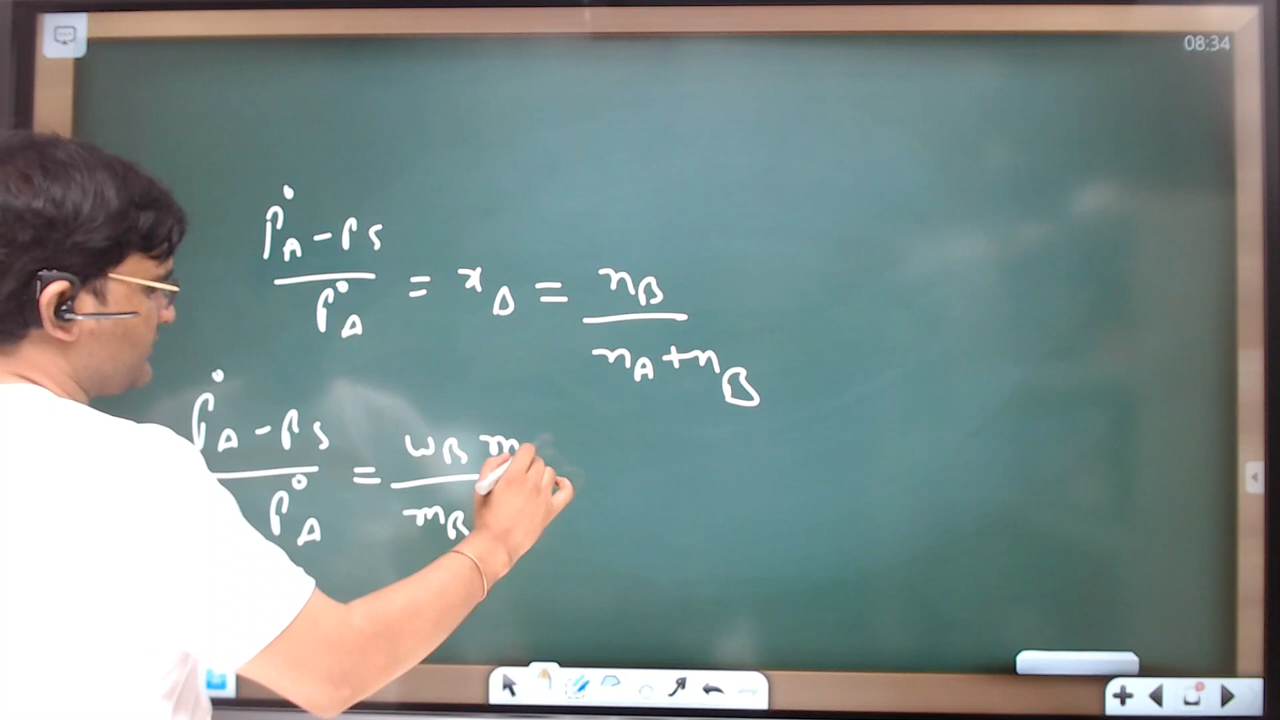 08:34
P°A - Ps / P°A = xB = nB / nA + nB
P°A - Ps / P°A = wB m / mB